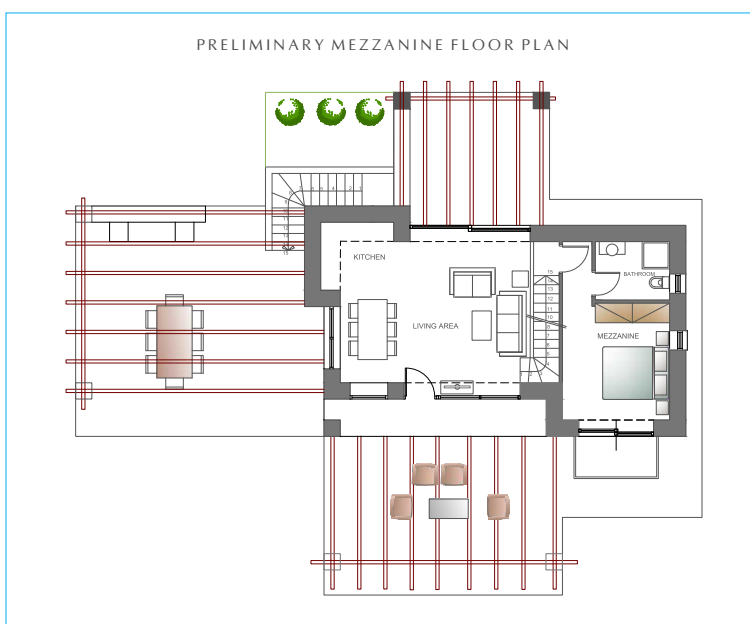 PRELIMINARY MEZZANINE FLOOR PLAN
KITCHEN
BATHROOM
LIVING AREA
MEZZANINE